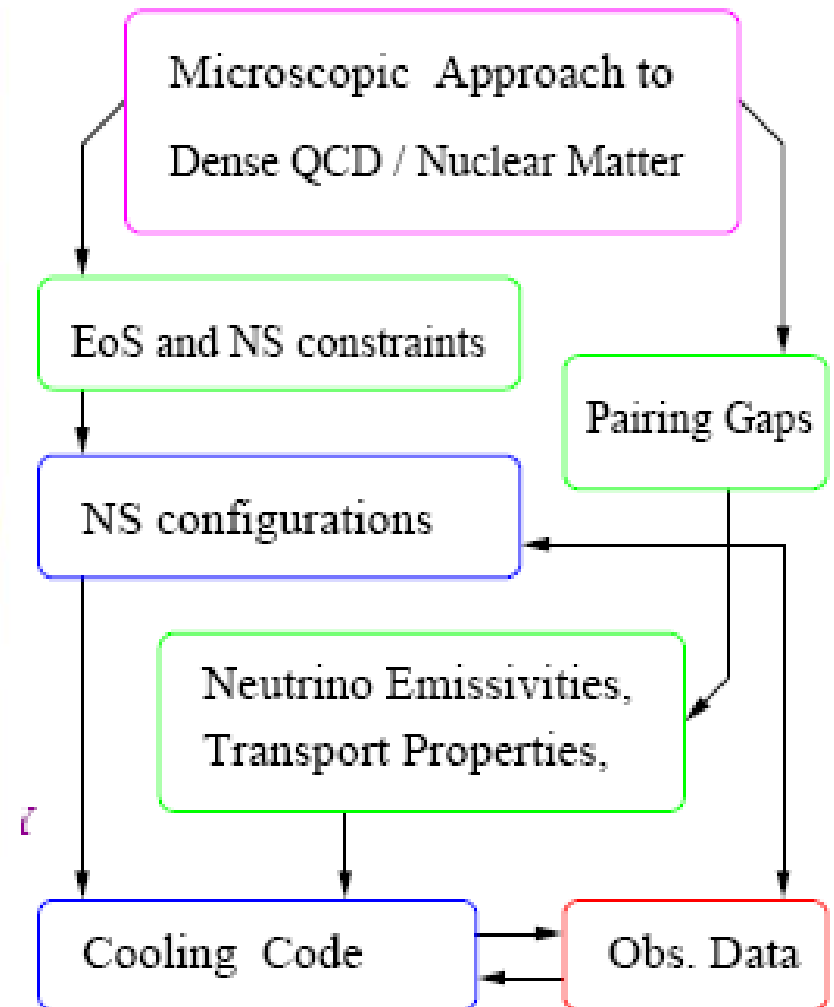 Microscopic Approach to
Dense QCD / Nuclear Matter
EoS and NS constraints
Pairing Gaps
NS configurations
Neutrino Emissivities,
Transport Properties,
Cooling Code
Obs. Data